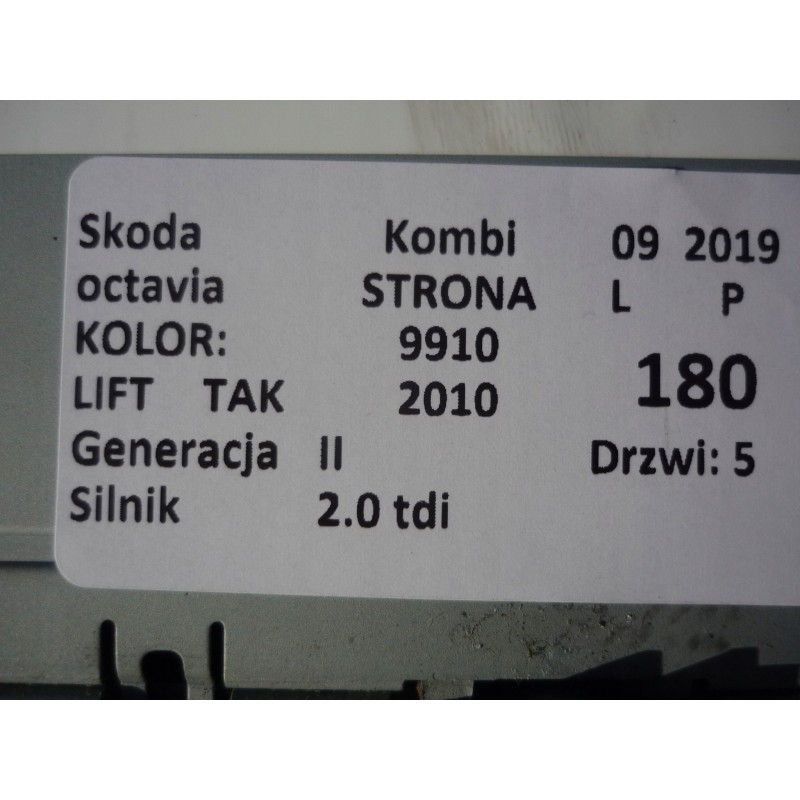 Skoda Kombi 09 2019
octavia STRONA L P
KOLOR: 9910
LIFT TAK 2010 180
Generacja II Drzwi: 5
Silnik 2.0 tdi